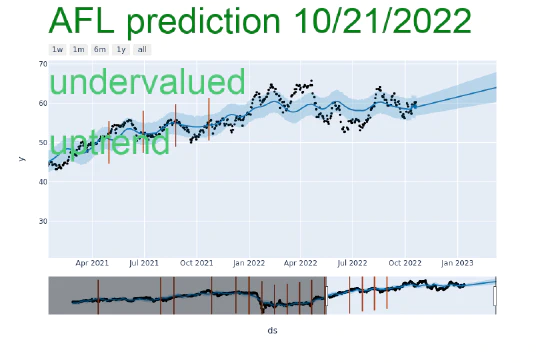 AFL prediction 10/21/2022
1w 1m 6m 1y all
70
undervalued
60
uptrend
50
40
30
y
Apr 2021 Jul 2021 Oct 2021 Jan 2022 Apr 2022 Jul 2022 Oct 2022 Jan 2023
ds